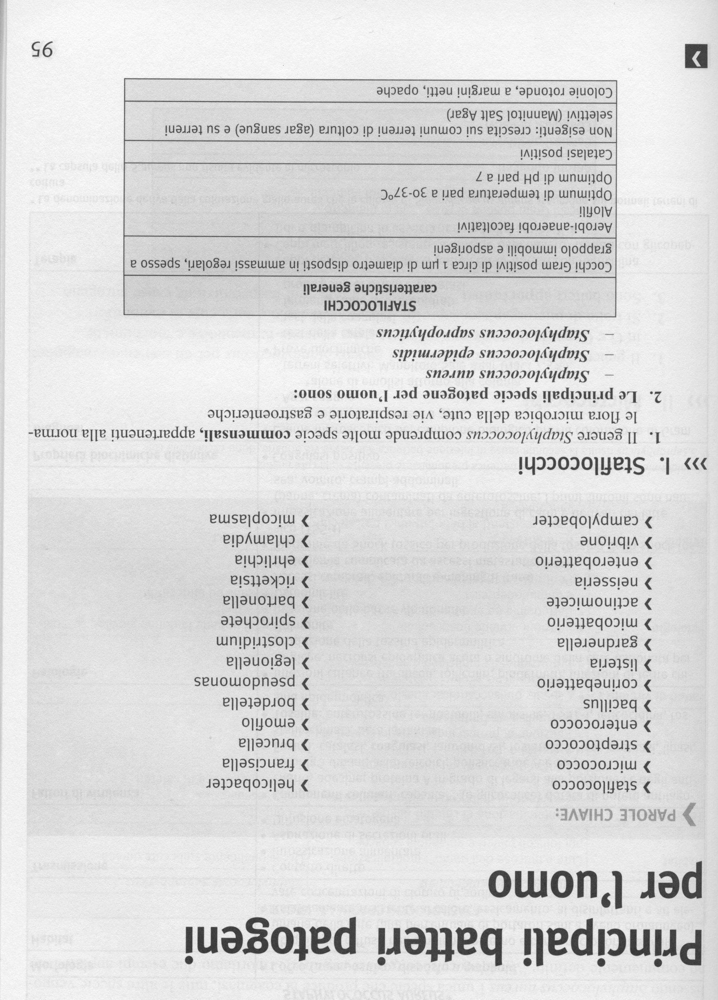 Principali batteri patogeni
per l'uomo
❯ PAROLE CHIAVE:
❯ stafilococco
❯ micrococco
❯ streptococco
❯ enterococco
❯ bacillus
❯ corinebatterio
❯ listeria
❯ gardnerella
❯ micobatterio
❯ actinomicete
❯ neisseria
❯ enterobatterio
❯ vibrione
❯ campylobacter
❯ helicobacter
❯ francisella
❯ brucella
❯ emofilo
❯ bordetella
❯ pseudomonas
❯ legionella
❯ clostridium
❯ spirochete
❯ bartonella
❯ rickettsia
❯ ehrlichia
❯ chlamydia
❯ micoplasma
❯❯❯ I. Stafilococchi
1. Il genere Staphylococcus comprende molte specie commensali, appartenenti alla norma-
le flora microbica della cute, vie respiratorie e gastroenteriche
2. Le principali specie patogene per l'uomo sono:
– Staphylococcus aureus
– Staphylococcus epidermidis
– Staphylococcus saprophyticus
STAFILOCOCCHI
caratteristiche generali
Cocchi Gram positivi di circa 1 µm di diametro disposti in ammassi regolari, spesso a
grappolo immobili e asporigeni
Aerobi-anaerobi facoltativi
Alofili
Optimum di temperatura pari a 30-37°C
Optimum di pH pari a 7
Catalasi positivi
Non esigenti: crescita sui comuni terreni di coltura (agar sangue) e su terreni
selettivi (Mannitol Salt Agar)
Colonie rotonde, a margini netti, opache
❯
95